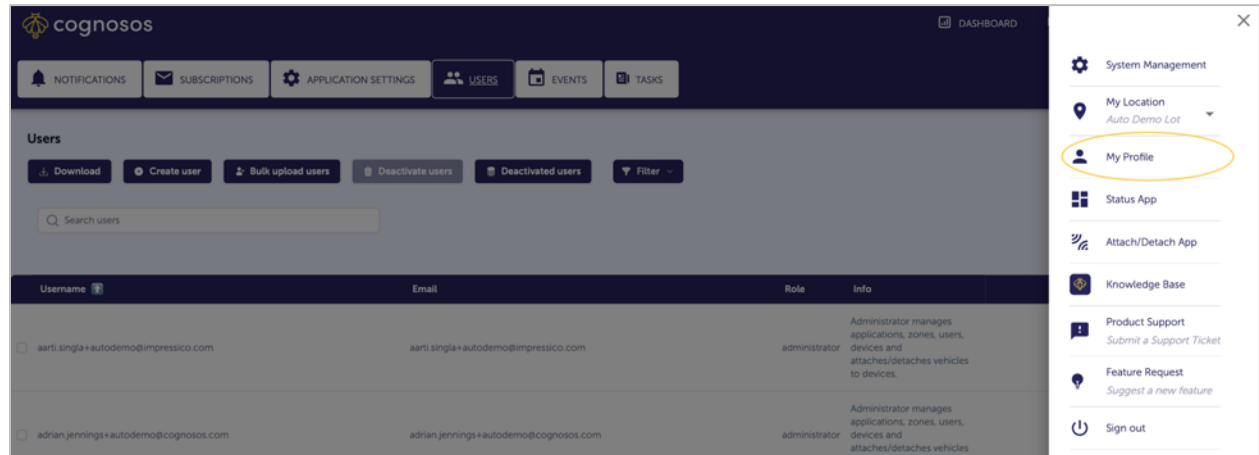 cognosos
DASHBOARD
NOTIFICATIONS
SUBSCRIPTIONS
APPLICATION SETTINGS
USERS
EVENTS
TASKS
Users
Download
Create user
Bulk upload users
Deactivate users
Deactivated users
Filter
Search users
Username
Email
Role
Info
aarti.singla+autodemo@impressico.com
aarti.singla+autodemo@impressico.com
administrator
Administrator manages
applications, zones, users,
devices and
attaches/detaches vehicles
to devices.
adrian.jennings+autodemo@cognosos.com
adrian.jennings+autodemo@cognosos.com
administrator
Administrator manages
applications, zones, users,
devices and
attaches/detaches vehicles
System Management
My Location
Auto Demo Lot
My Profile
Status App
Attach/Detach App
Knowledge Base
Product Support
Submit a Support Ticket
Feature Request
Suggest a new feature
Sign out